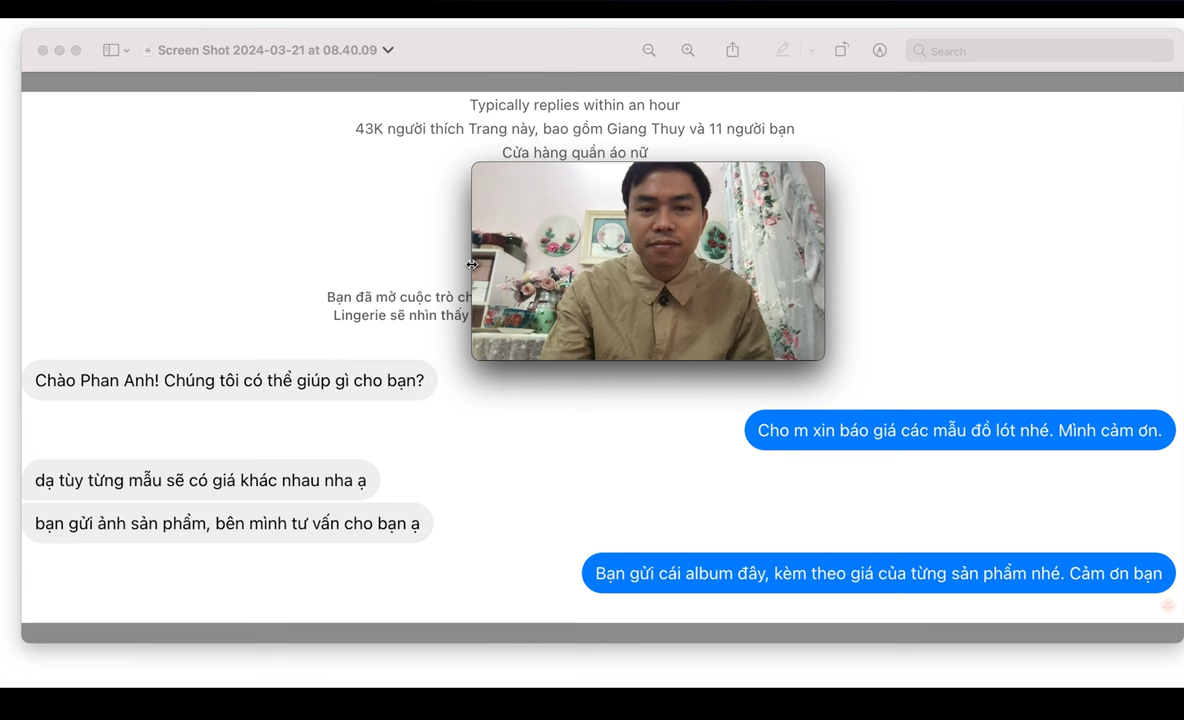 Screen Shot 2024-03-21 at 08.40.09
Search
Typically replies within an hour
43K người thích Trang này, bao gồm Giang Thuy và 11 người bạn
Cửa hàng quần áo nữ
Bạn đã mở cuộc trò ch
Lingerie sẽ nhìn thấy
Chào Phan Anh! Chúng tôi có thể giúp gì cho bạn?
Cho m xin báo giá các mẫu đồ lót nhé. Mình cảm ơn.
dạ tùy từng mẫu sẽ có giá khác nhau nha ạ
bạn gửi ảnh sản phẩm, bên mình tư vấn cho bạn ạ
Bạn gửi cái album đây, kèm theo giá của từng sản phẩm nhé. Cảm ơn bạn